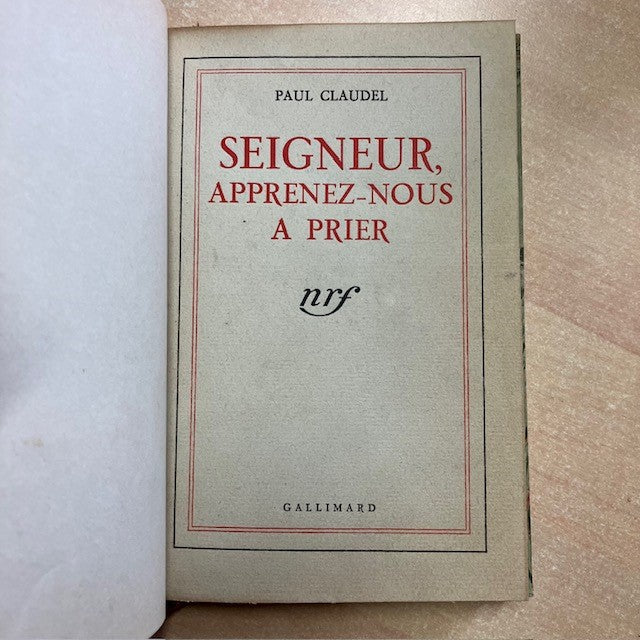 PAUL CLAUDEL
SEIGNEUR,
APPRENEZ-NOUS
A PRIER
nrf
GALLIMARD